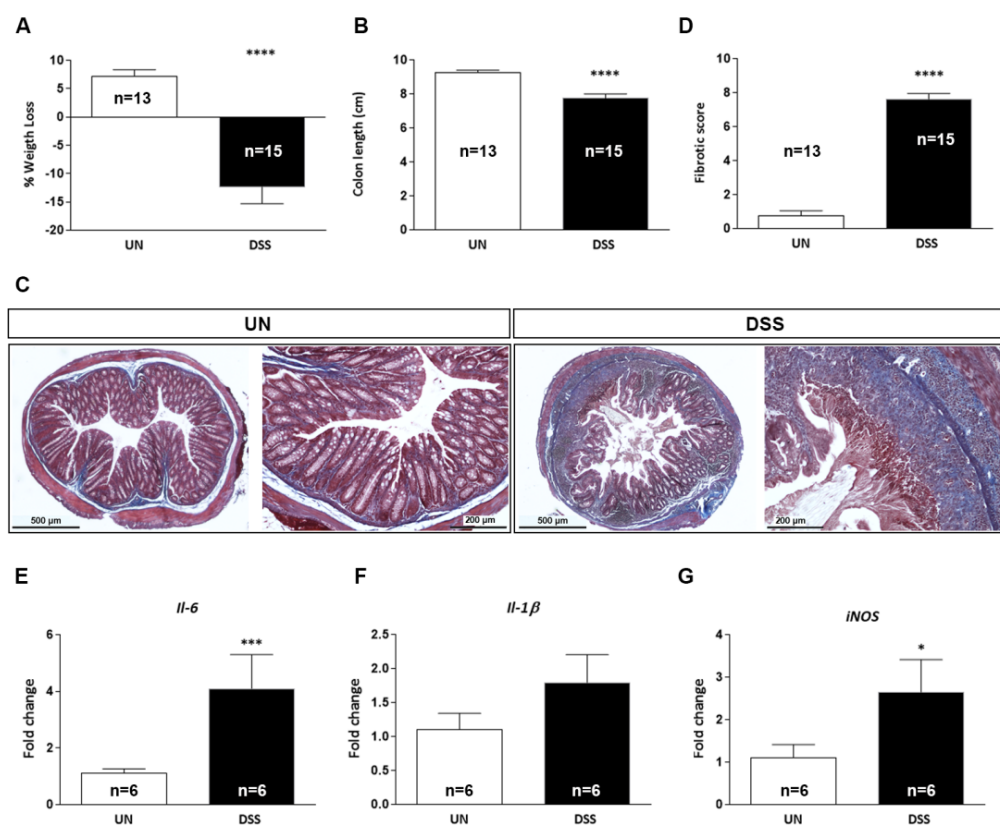 A
****
10
5
0
-5
-10
-15
-20
% Weigth Loss
n=13
n=15
UN
DSS
B
****
10
8
6
4
2
0
Colon length (cm)
n=13
n=15
UN
DSS
D
****
10
8
6
4
2
0
Fibrotic score
n=13
n=15
UN
DSS
C
UN
DSS
500 µm
200 µm
500 µm
200 µm
E
Il-6
***
6
4
2
0
Fold change
n=6
n=6
UN
DSS
F
Il-1β
2.5
2.0
1.5
1.0
0.5
0.0
Fold change
n=6
n=6
UN
DSS
G
iNOS
*
4
3
2
1
0
Fold change
n=6
n=6
UN
DSS